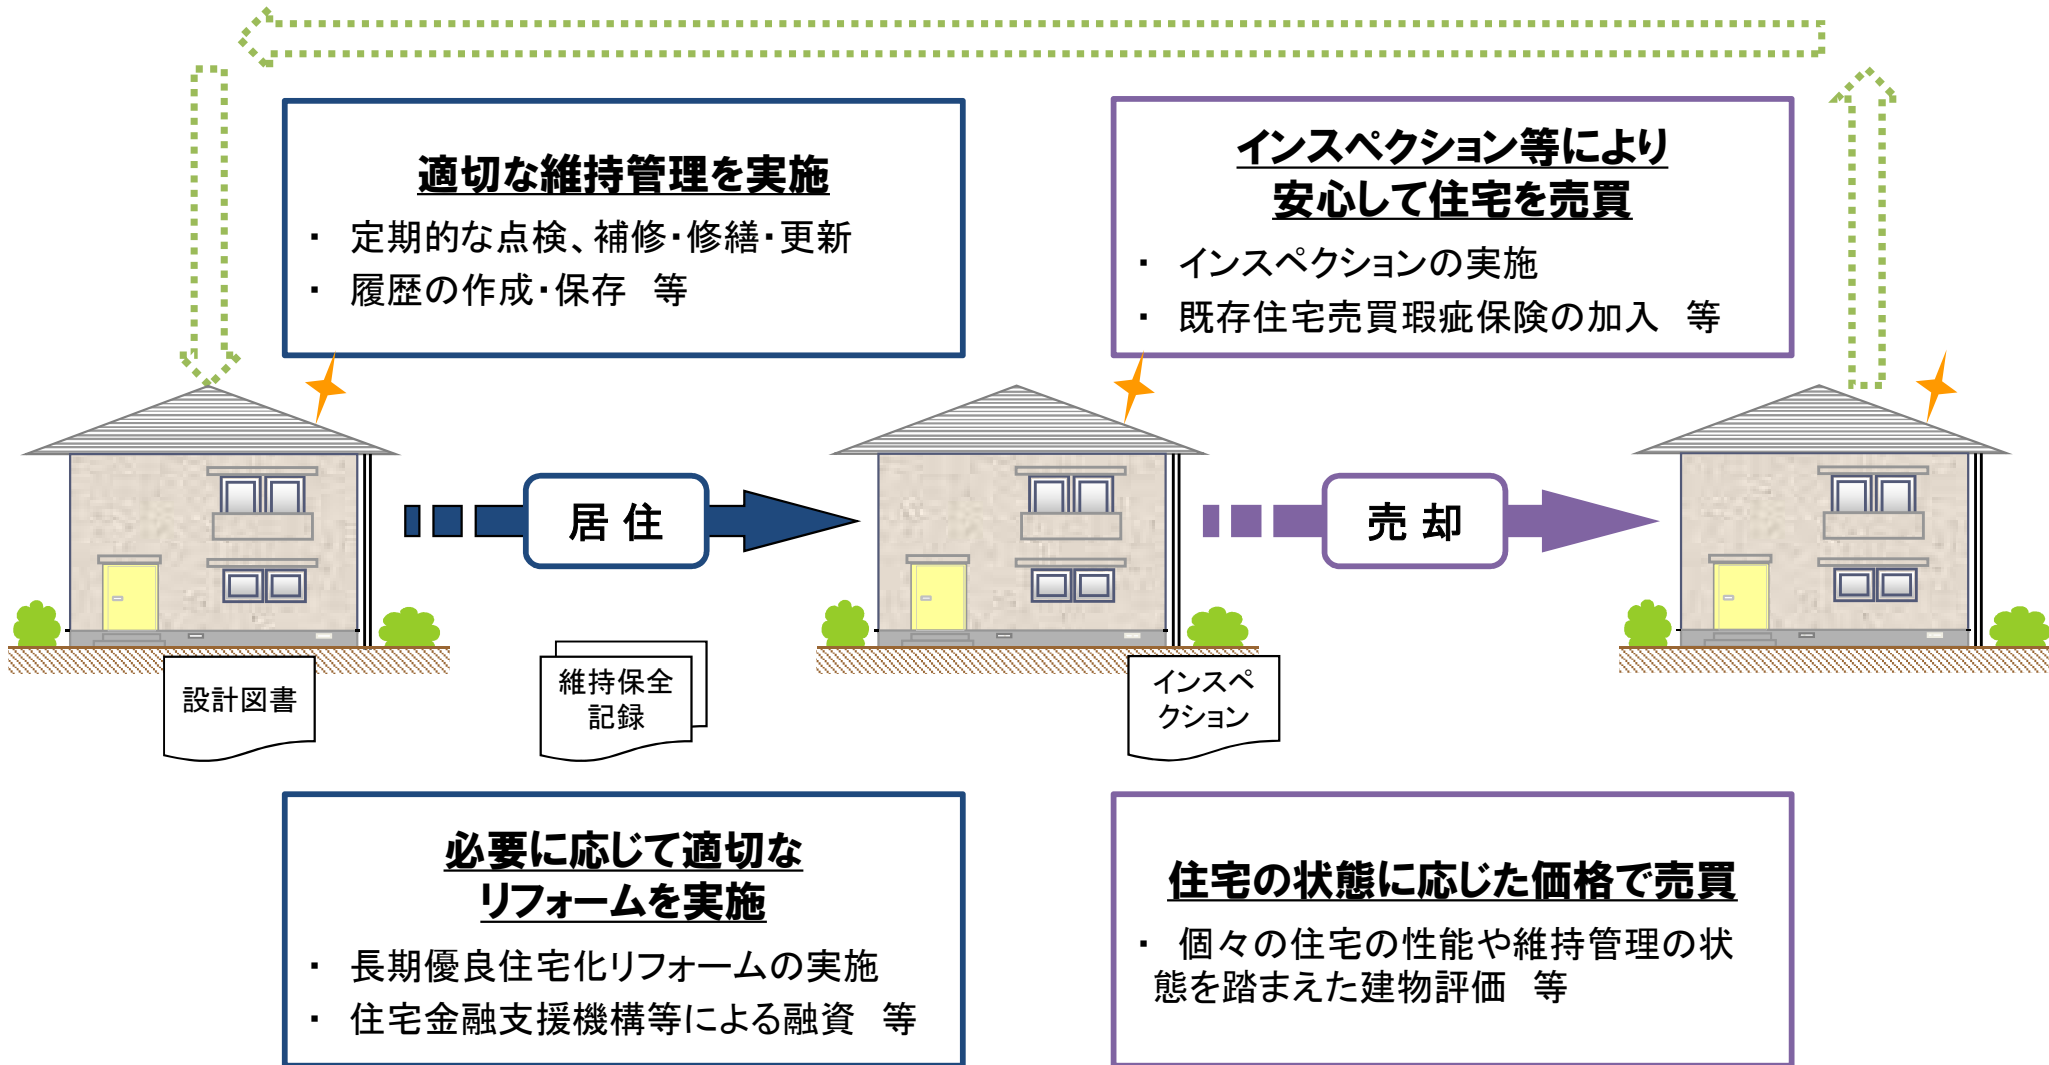 適切な維持管理を実施
・ 定期的な点検、補修・修繕・更新
・ 履歴の作成・保存 等
インスペクション等により
安心して住宅を売買
・ インスペクションの実施
・ 既存住宅売買瑕疵保険の加入 等
居 住
売 却
設計図書
維持保全
記録
インスペ
クション
必要に応じて適切な
リフォームを実施
・ 長期優良住宅化リフォームの実施
・ 住宅金融支援機構等による融資 等
住宅の状態に応じた価格で売買
・ 個々の住宅の性能や維持管理の状
態を踏まえた建物評価 等